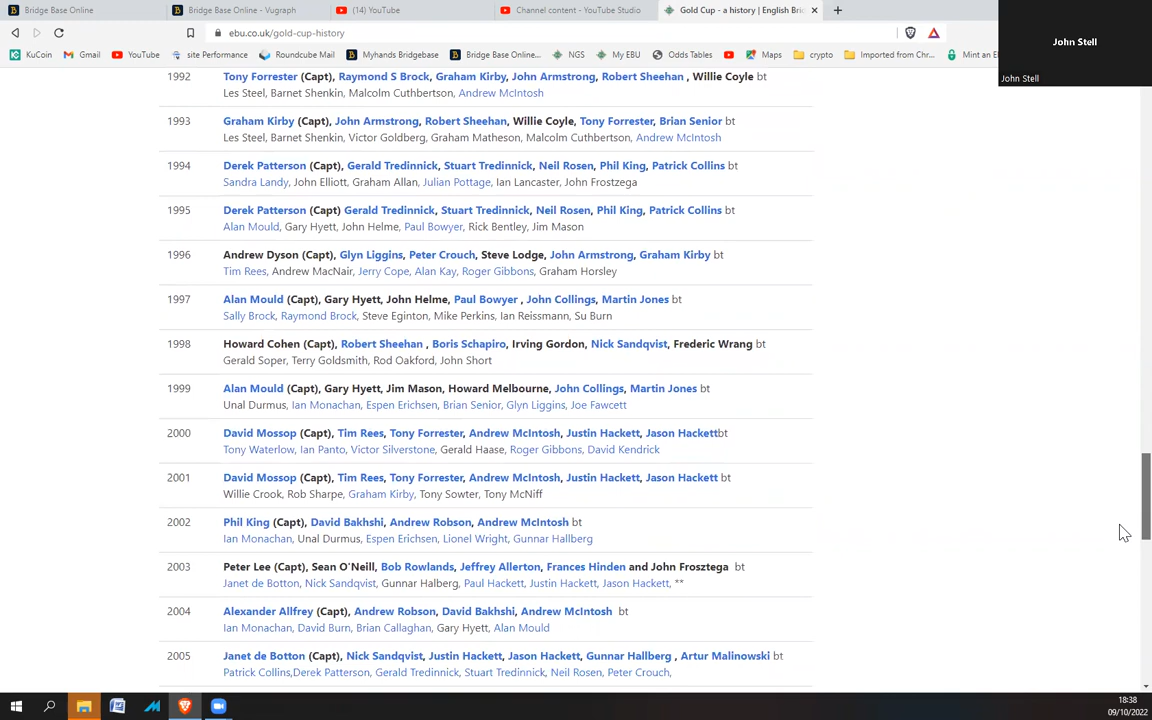 Bridge Base Online
Bridge Base Online - Vugraph
(14) YouTube
Channel content - YouTube Studio
Gold Cup - a history | English Bri
ebu.co.uk/gold-cup-history
KuCoin
Gmail
YouTube
site Performance
Roundcube Mail
Myhands Bridgebase
Bridge Base Online...
NGS
My EBU
Odds Tables
Maps
crypto
Imported from Chr...
Mint an E
John Stell
John Stell
1992
Tony Forrester (Capt), Raymond S Brock, Graham Kirby, John Armstrong, Robert Sheehan , Willie Coyle bt
Les Steel, Barnet Shenkin, Malcolm Cuthbertson, Andrew McIntosh
1993
Graham Kirby (Capt), John Armstrong, Robert Sheehan, Willie Coyle, Tony Forrester, Brian Senior bt
Les Steel, Barnet Shenkin, Victor Goldberg, Graham Matheson, Malcolm Cuthbertson, Andrew McIntosh
1994
Derek Patterson (Capt), Gerald Tredinnick, Stuart Tredinnick, Neil Rosen, Phil King, Patrick Collins bt
Sandra Landy, John Elliott, Graham Allan, Julian Pottage, Ian Lancaster, John Frostzega
1995
Derek Patterson (Capt) Gerald Tredinnick, Stuart Tredinnick, Neil Rosen, Phil King, Patrick Collins bt
Alan Mould, Gary Hyett, John Helme, Paul Bowyer, Rick Bentley, Jim Mason
1996
Andrew Dyson (Capt), Glyn Liggins, Peter Crouch, Steve Lodge, John Armstrong, Graham Kirby bt
Tim Rees, Andrew MacNair, Jerry Cope, Alan Kay, Roger Gibbons, Graham Horsley
1997
Alan Mould (Capt), Gary Hyett, John Helme, Paul Bowyer , John Collings, Martin Jones bt
Sally Brock, Raymond Brock, Steve Eginton, Mike Perkins, Ian Reissmann, Su Burn
1998
Howard Cohen (Capt), Robert Sheehan , Boris Schapiro, Irving Gordon, Nick Sandqvist, Frederic Wrang bt
Gerald Soper, Terry Goldsmith, Rod Oakford, John Short
1999
Alan Mould (Capt), Gary Hyett, Jim Mason, Howard Melbourne, John Collings, Martin Jones bt
Unal Durmus, Ian Monachan, Espen Erichsen, Brian Senior, Glyn Liggins, Joe Fawcett
2000
David Mossop (Capt), Tim Rees, Tony Forrester, Andrew McIntosh, Justin Hackett, Jason Hackettbt
Tony Waterlow, Ian Panto, Victor Silverstone, Gerald Haase, Roger Gibbons, David Kendrick
2001
David Mossop (Capt), Tim Rees, Tony Forrester, Andrew McIntosh, Justin Hackett, Jason Hackett bt
Willie Crook, Rob Sharpe, Graham Kirby, Tony Sowter, Tony McNiff
2002
Phil King (Capt), David Bakhshi, Andrew Robson, Andrew McIntosh bt
Ian Monachan, Unal Durmus, Espen Erichsen, Lionel Wright, Gunnar Hallberg
2003
Peter Lee (Capt), Sean O'Neill, Bob Rowlands, Jeffrey Allerton, Frances Hinden and John Frosztega bt
Janet de Botton, Nick Sandqvist, Gunnar Halberg, Paul Hackett, Justin Hackett, Jason Hackett, **
2004
Alexander Allfrey (Capt), Andrew Robson, David Bakhshi, Andrew McIntosh bt
Ian Monachan, David Burn, Brian Callaghan, Gary Hyett, Alan Mould
2005
Janet de Botton (Capt), Nick Sandqvist, Justin Hackett, Jason Hackett, Gunnar Hallberg , Artur Malinowski bt
Patrick Collins,Derek Patterson, Gerald Tredinnick, Stuart Tredinnick, Neil Rosen, Peter Crouch,
18:38
09/10/2022